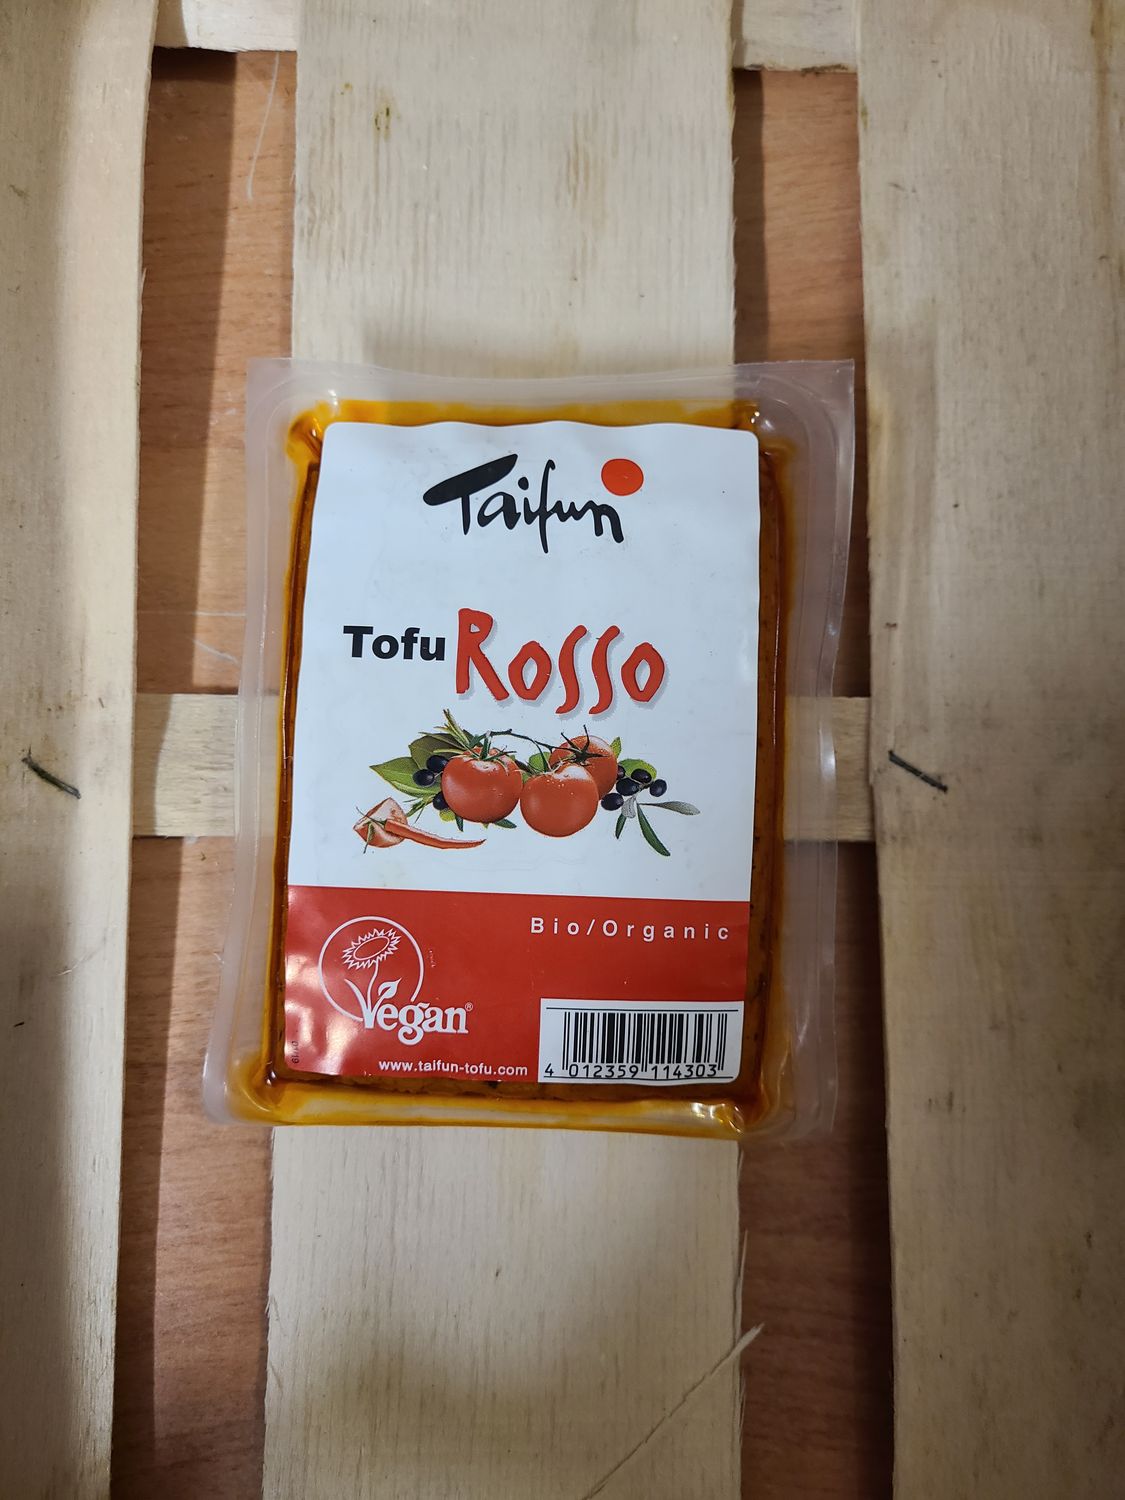 Taifun
Tofu Rosso
Bio/Organic
Vegan®
www.taifun-tofu.com
4 012359 114303